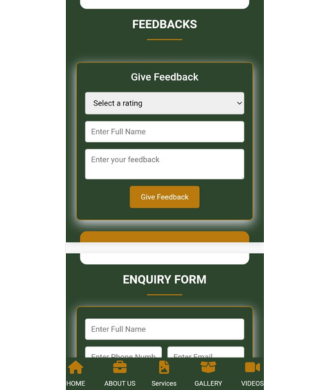 FEEDBACKS
Give Feedback
Select a rating
Enter Full Name
Enter your feedback
Give Feedback
ENQUIRY FORM
Enter Full Name
Enter Phone Numb Enter Email
HOME ABOUT US Services GALLERY VIDEOS